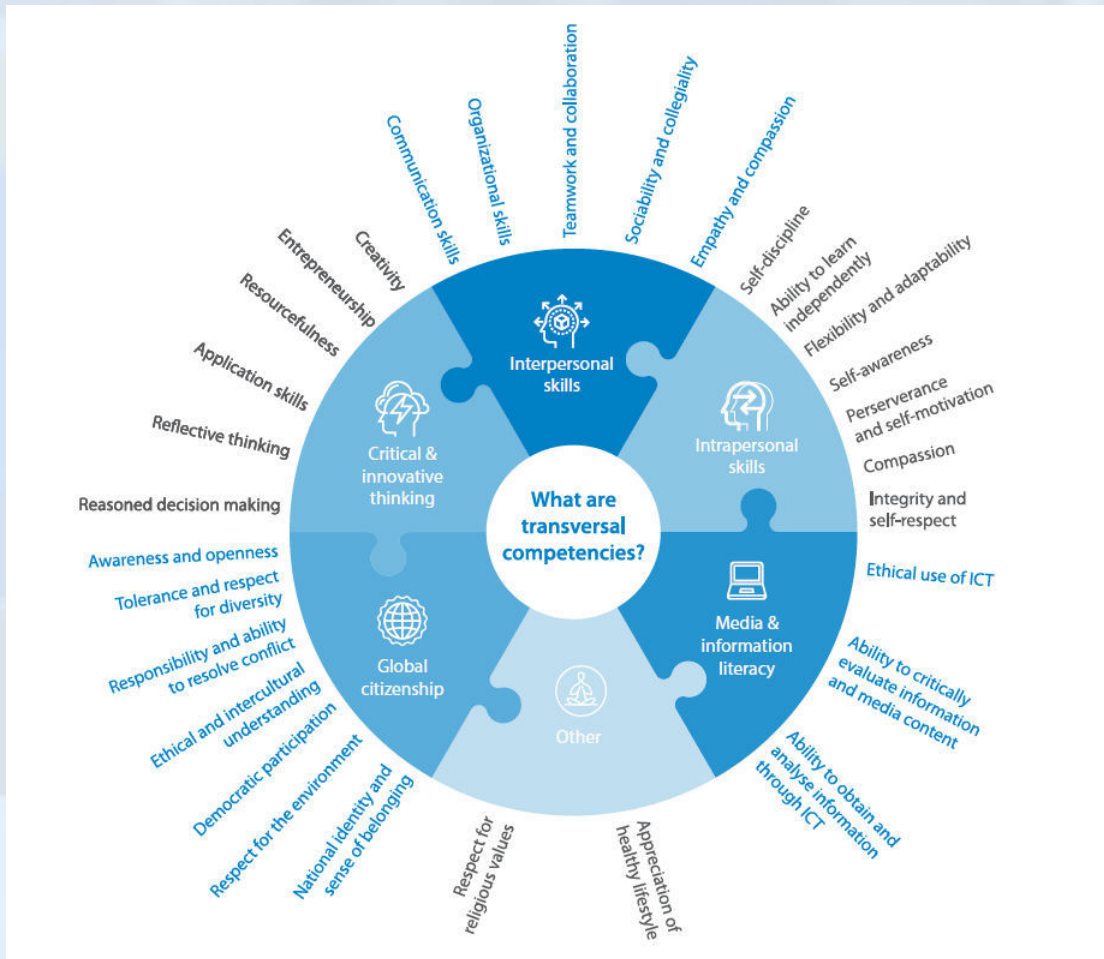 What are
transversal
competencies?
Interpersonal
skills
Communication skills
Organizational skills
Teamwork and collaboration
Sociability and collegiality
Empathy and compassion
Intrapersonal
skills
Self-discipline
Ability to learn
independently
Flexibility and adaptability
Self-awareness
Perserverance
and self-motivation
Compassion
Integrity and
self-respect
Media &
information
literacy
Ethical use of ICT
Ability to critically
evaluate information
and media content
Ability to obtain and
analyse information
through ICT
Other
Appreciation of
healthy lifestyle
Respect for
religious values
Global
citizenship
National identity and
sense of belonging
Respect for the environment
Democratic participation
Ethical and intercultural
understanding
Responsibility and ability
to resolve conflict
Tolerance and respect
for diversity
Awareness and openness
Critical &
innovative
thinking
Reasoned decision making
Reflective thinking
Application skills
Resourcefulness
Entrepreneurship
Creativity